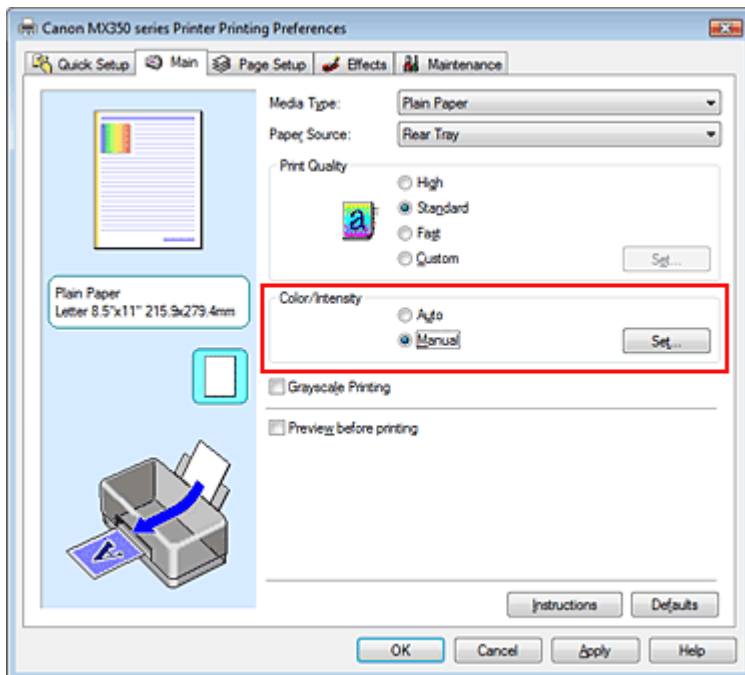 Canon MX350 series Printer Printing Preferences
Quick Setup Main Page Setup Effects Maintenance
Media Type: Plain Paper
Paper Source: Rear Tray
Print Quality
High
Standard
a
Fast
Custom Set...
Plain Paper
Letter 8.5"x11" 215.9x279.4mm
Color/Intensity
Auto
Manual Set...
Grayscale Printing
Preview before printing
A
Instructions Defaults
OK Cancel Apply Help